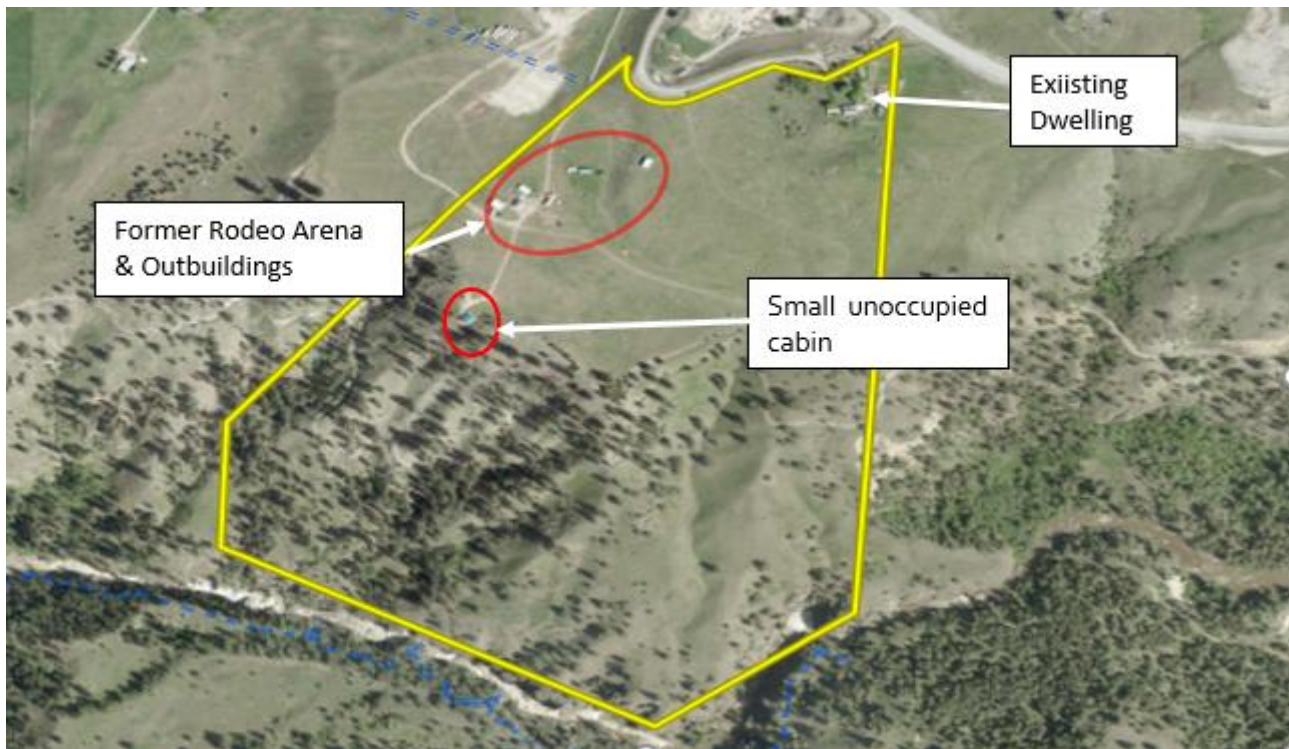 Exiisting
Dwelling
Former Rodeo Arena
& Outbuildings
Small unoccupied
cabin